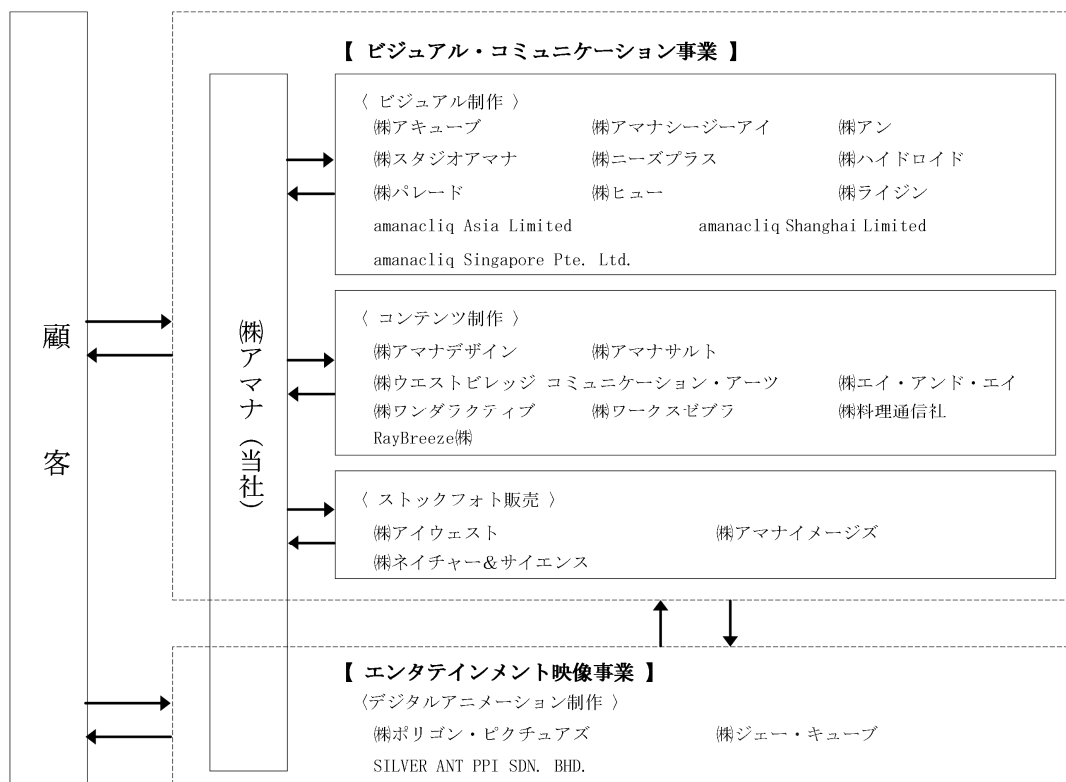 顧客
㈱アマナ(当社)
【 ビジュアル・コミュニケーション事業 】
〈 ビジュアル制作 〉
㈱アキューブ ㈱アマナシージーアイ ㈱アン
㈱スタジオアマナ ㈱ニーズプラス ㈱ハイドロイド
㈱パレード ㈱ヒュー ㈱ライジン
amanacliq Asia Limited amanacliq Shanghai Limited
amanacliq Singapore Pte. Ltd.
〈 コンテンツ制作 〉
㈱アマナデザイン ㈱アマナサルト
㈱ウエストビレッジ コミュニケーション・アーツ ㈱エイ・アンド・エイ
㈱ワンダラクティブ ㈱ワークスゼブラ ㈱料理通信社
RayBreeze㈱
〈 ストックフォト販売 〉
㈱アイウェスト ㈱アマナイメージズ
㈱ネイチャー&サイエンス
【 エンタテインメント映像事業 】
〈デジタルアニメーション制作 〉
㈱ポリゴン・ピクチュアズ ㈱ジェー・キューブ
SILVER ANT PPI SDN. BHD.